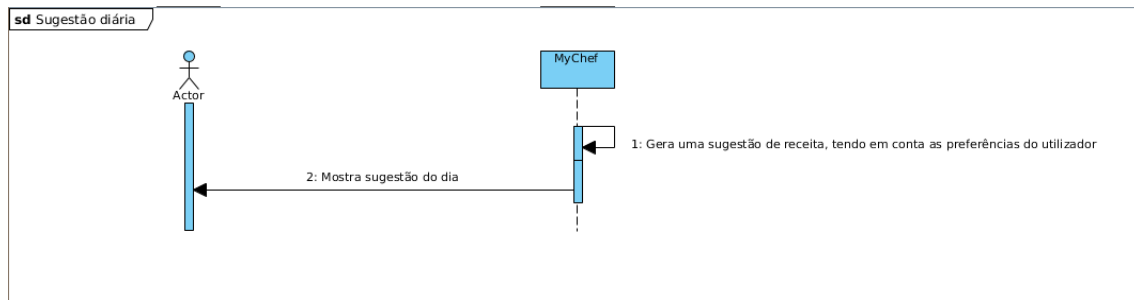 sd Sugestão diária
Actor
MyChef
1: Gera uma sugestão de receita, tendo em conta as preferências do utilizador
2: Mostra sugestão do dia